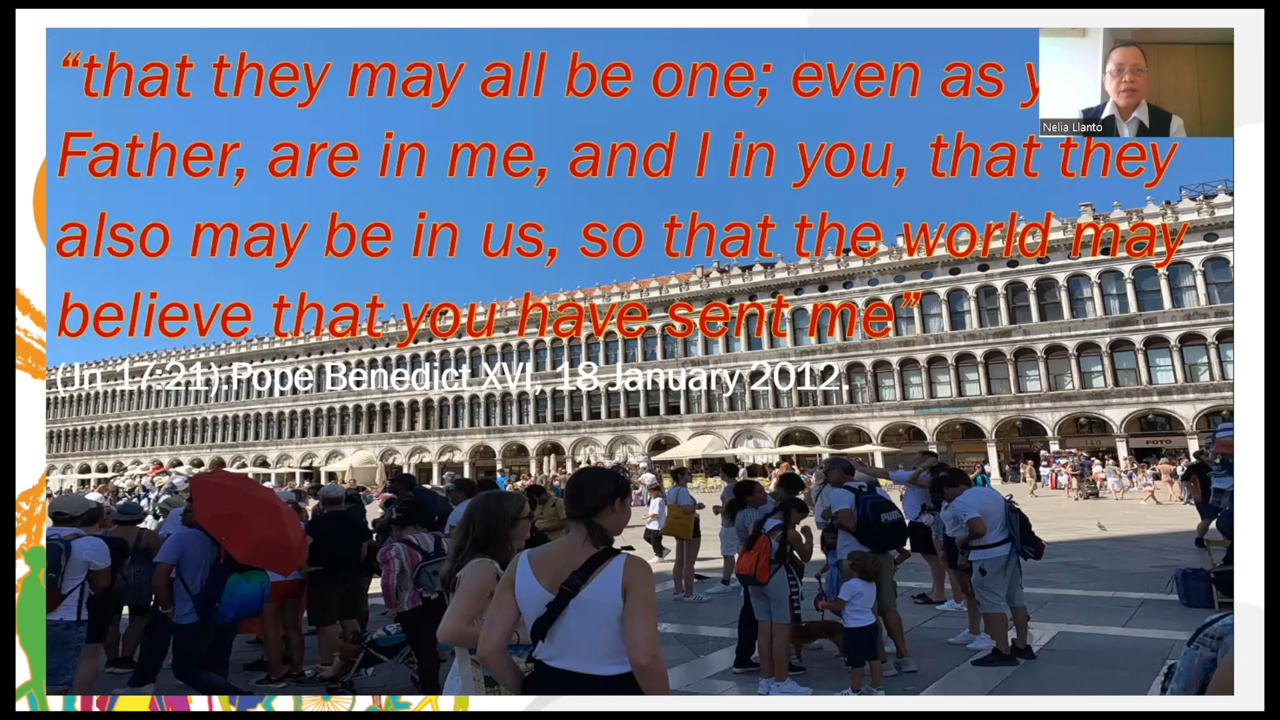 “that they may all be one; even as y
Father, are in me, and I in you, that they
also may be in us, so that the world may
believe that you have sent me”
(Jn 17:21).Pope Benedict XVI, 18 January 2012.
Nelia Llanto
FOTO
PUMA